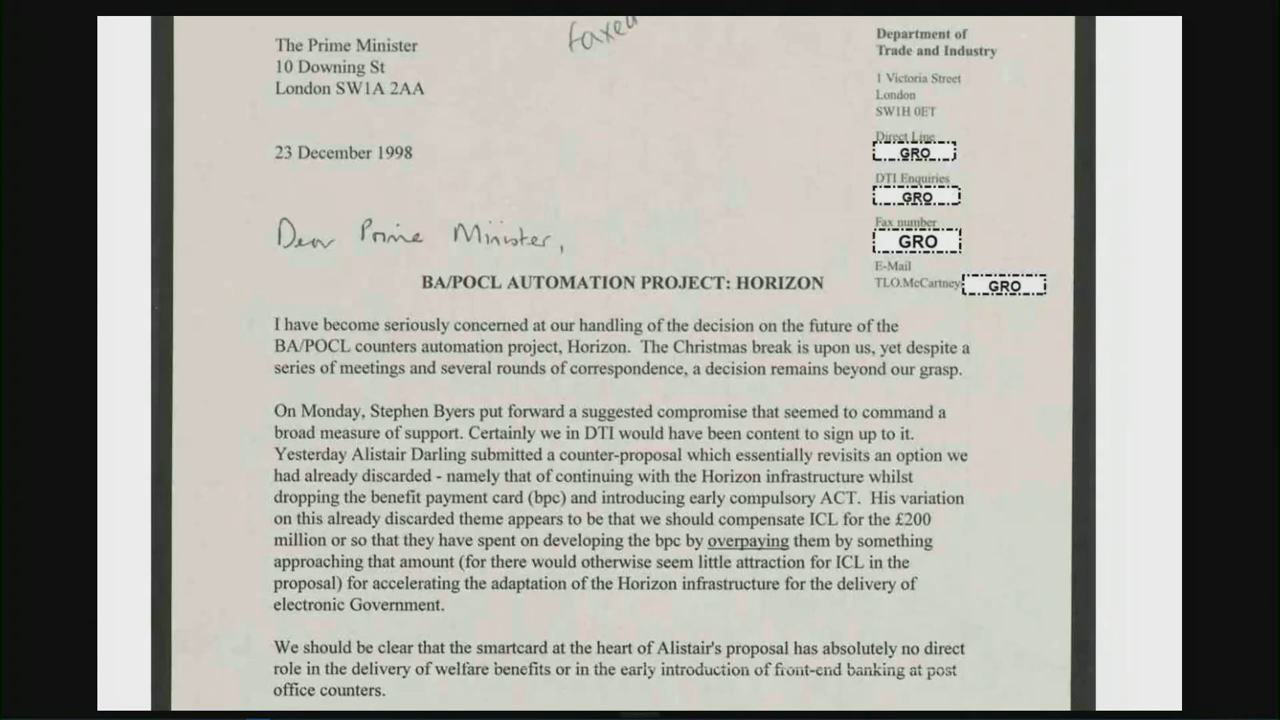 faxed
The Prime Minister
10 Downing St
London SW1A 2AA
23 December 1998
Department of
Trade and Industry
1 Victoria Street
London
SW1H 0ET
Direct Line
GRO
DTI Enquiries
GRO
Fax number
GRO
E-Mail
TLO.McCartney GRO
Dear Prime Minister,
BA/POCL AUTOMATION PROJECT: HORIZON
I have become seriously concerned at our handling of the decision on the future of the
BA/POCL counters automation project, Horizon. The Christmas break is upon us, yet despite a
series of meetings and several rounds of correspondence, a decision remains beyond our grasp.
On Monday, Stephen Byers put forward a suggested compromise that seemed to command a
broad measure of support. Certainly we in DTI would have been content to sign up to it.
Yesterday Alistair Darling submitted a counter-proposal which essentially revisits an option we
had already discarded - namely that of continuing with the Horizon infrastructure whilst
dropping the benefit payment card (bpc) and introducing early compulsory ACT. His variation
on this already discarded theme appears to be that we should compensate ICL for the £200
million or so that they have spent on developing the bpc by overpaying them by something
approaching that amount (for there would otherwise seem little attraction for ICL in the
proposal) for accelerating the adaptation of the Horizon infrastructure for the delivery of
electronic Government.
We should be clear that the smartcard at the heart of Alistair's proposal has absolutely no direct
role in the delivery of welfare benefits or in the early introduction of front-end banking at post
office counters.